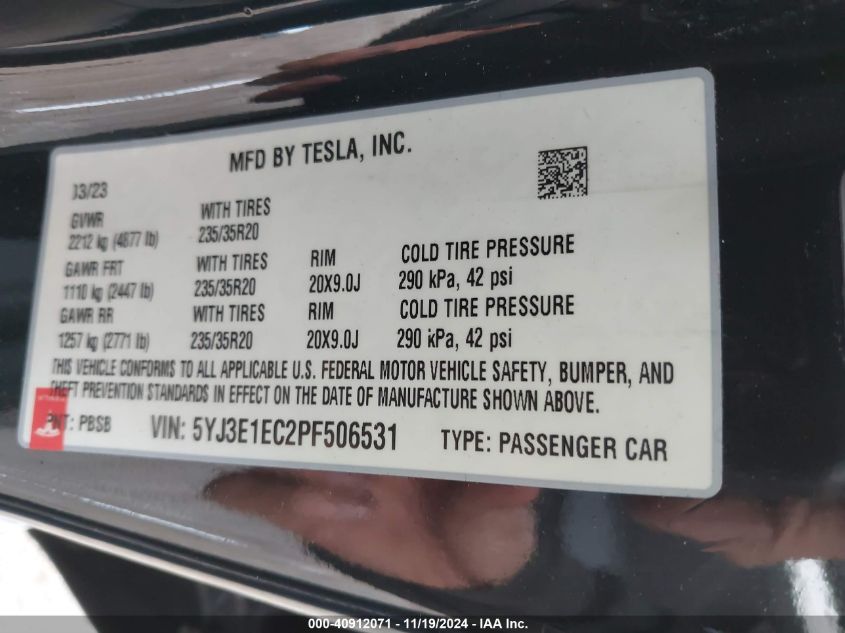 MFD BY TESLA, INC.
03/23
GVWR WITH TIRES
2212 kg (4877 lb) 235/35R20
GAWR FRT WITH TIRES RIM COLD TIRE PRESSURE
1110 kg (2447 lb) 235/35R20 20X9.0J 290 kPa, 42 psi
GAWR RR WITH TIRES RIM COLD TIRE PRESSURE
1257 kg (2771 lb) 235/35R20 20X9.0J 290 kPa, 42 psi
THIS VEHICLE CONFORMS TO ALL APPLICABLE U.S. FEDERAL MOTOR VEHICLE SAFETY, BUMPER, AND
THEFT PREVENTION STANDARDS IN EFFECT ON THE DATE OF MANUFACTURE SHOWN ABOVE.
PNT: PBSB VIN: 5YJ3E1EC2PF506531 TYPE: PASSENGER CAR
000-40912071 - 11/19/2024 - IAA Inc.